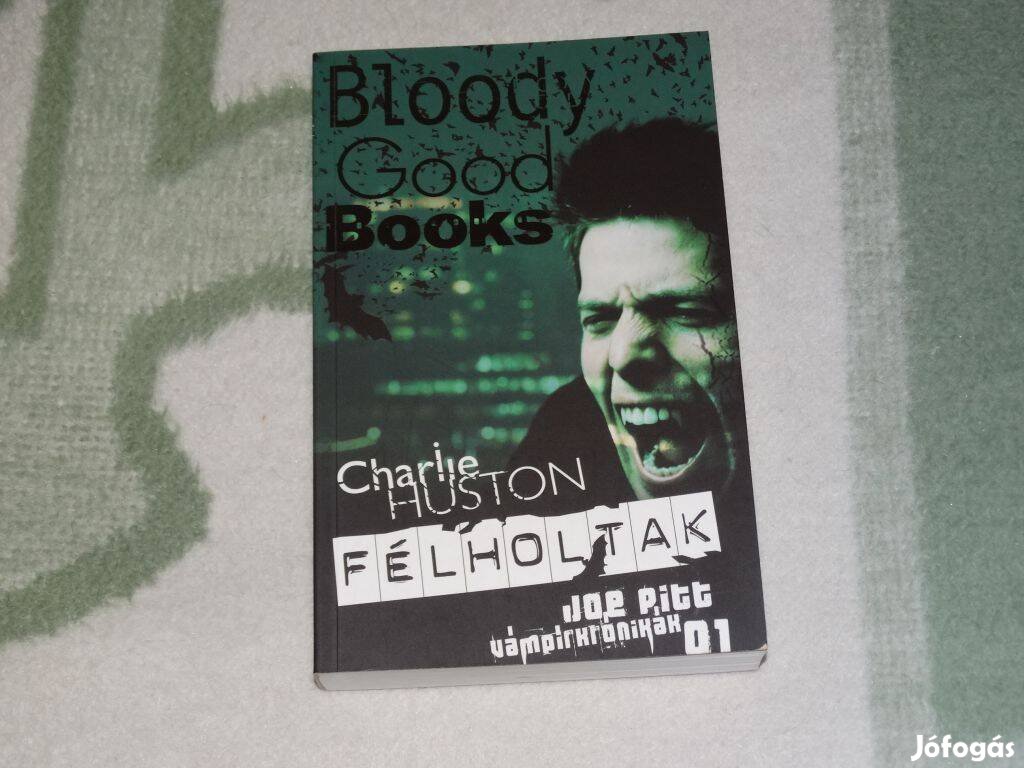 Bloody
Good
Books
Charlie
HUSTON
FÉLHOLTAK
Joe Pitt
vámpírkrónikák
01
Jófogás